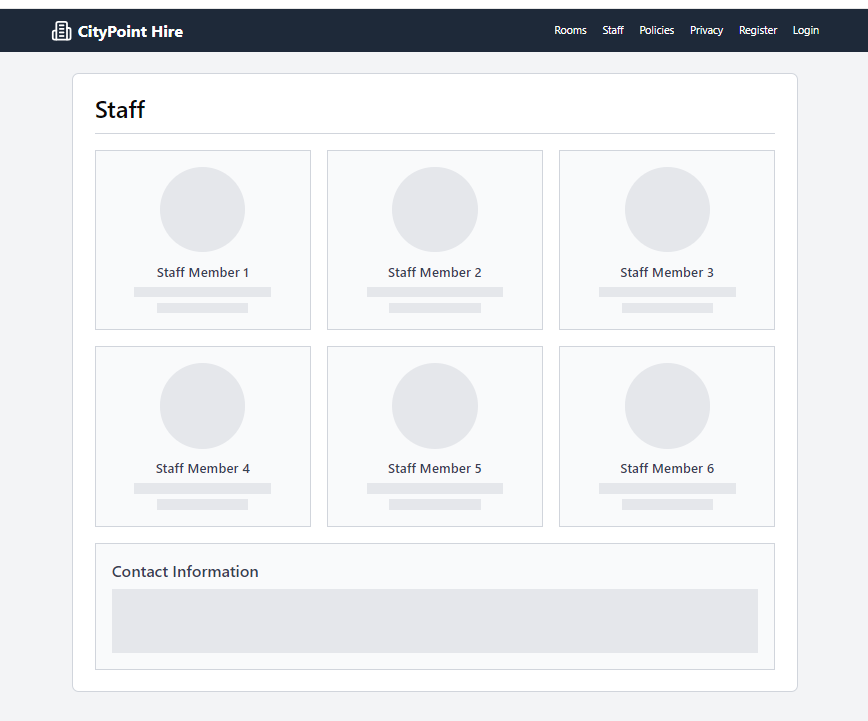 CityPoint Hire Rooms Staff Policies Privacy Register Login
Staff
Staff Member 1 Staff Member 2 Staff Member 3
Staff Member 4 Staff Member 5 Staff Member 6
Contact Information